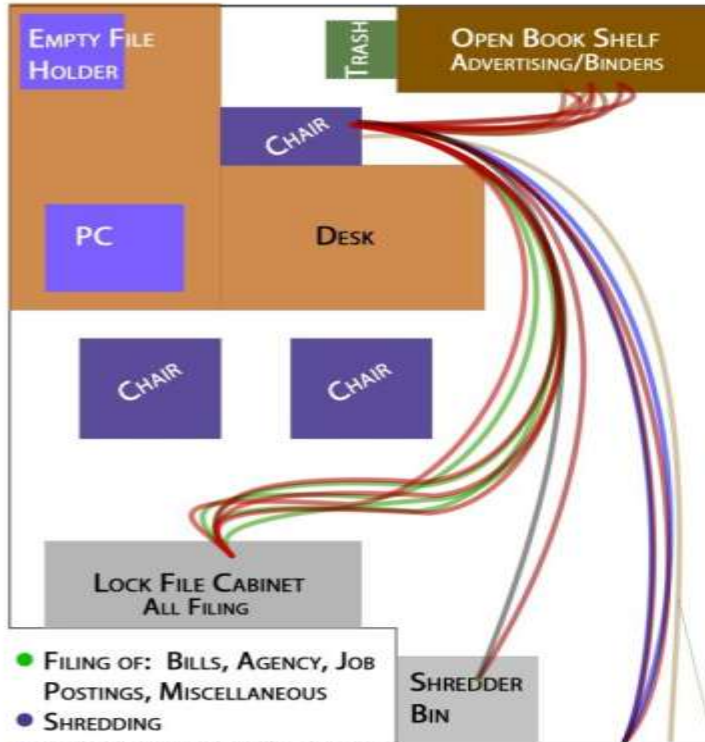 EMPTY FILE
HOLDER
TRASH
OPEN BOOK SHELF
ADVERTISING/BINDERS
CHAIR
PC
DESK
CHAIR
CHAIR
LOCK FILE CABINET
ALL FILING
FILING OF: BILLS, AGENCY, JOB
POSTINGS, MISCELLANEOUS
SHREDDING
SHREDDER
BIN